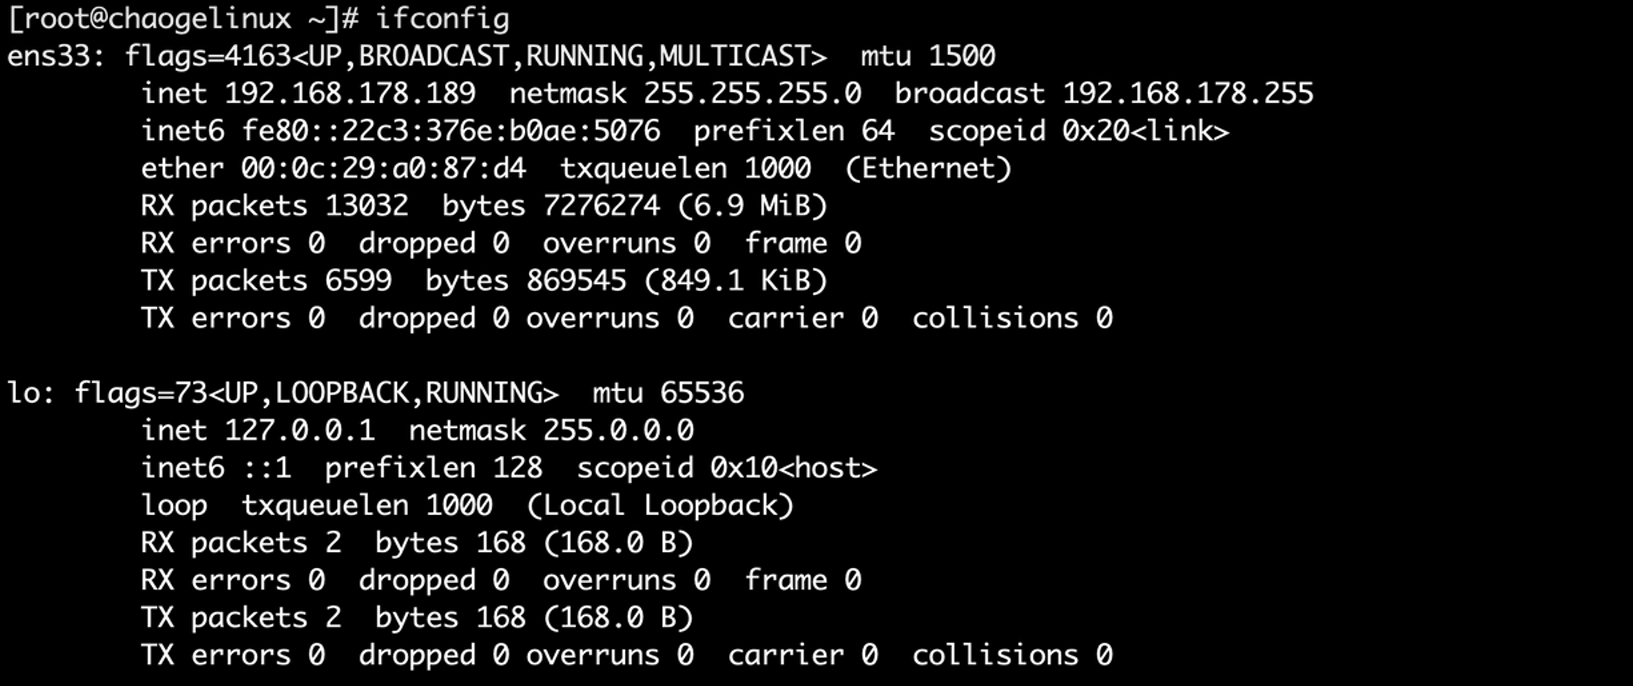 [root@chaogelinux ~]# ifconfig
ens33: flags=4163<UP,BROADCAST,RUNNING,MULTICAST>  mtu 1500
        inet 192.168.178.189  netmask 255.255.255.0  broadcast 192.168.178.255
        inet6 fe80::22c3:376e:b0ae:5076  prefixlen 64  scopeid 0x20<link>
        ether 00:0c:29:a0:87:d4  txqueuelen 1000  (Ethernet)
        RX packets 13032  bytes 7276274 (6.9 MiB)
        RX errors 0  dropped 0  overruns 0  frame 0
        TX packets 6599  bytes 869545 (849.1 KiB)
        TX errors 0  dropped 0 overruns 0  carrier 0  collisions 0

lo: flags=73<UP,LOOPBACK,RUNNING>  mtu 65536
        inet 127.0.0.1  netmask 255.0.0.0
        inet6 ::1  prefixlen 128  scopeid 0x10<host>
        loop  txqueuelen 1000  (Local Loopback)
        RX packets 2  bytes 168 (168.0 B)
        RX errors 0  dropped 0  overruns 0  frame 0
        TX packets 2  bytes 168 (168.0 B)
        TX errors 0  dropped 0 overruns 0  carrier 0  collisions 0